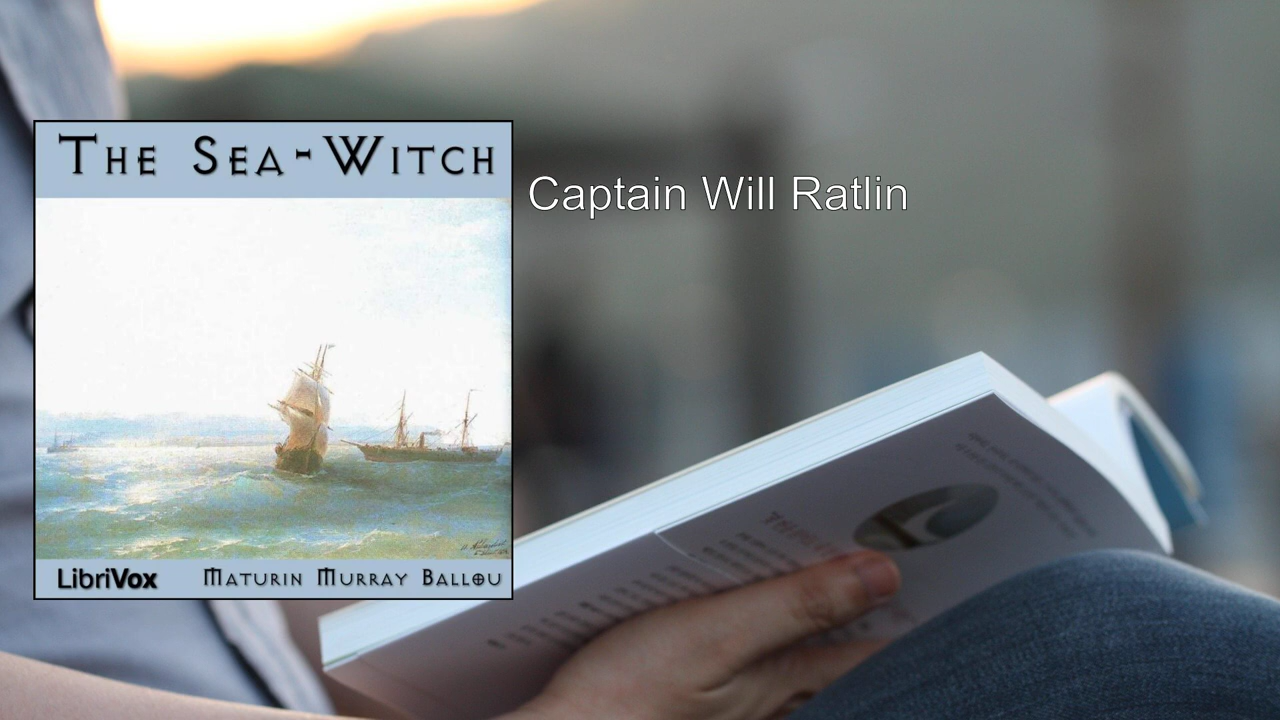 The Sea-Witch
Captain Will Ratlin
LibriVox
Maturin Murray Ballou